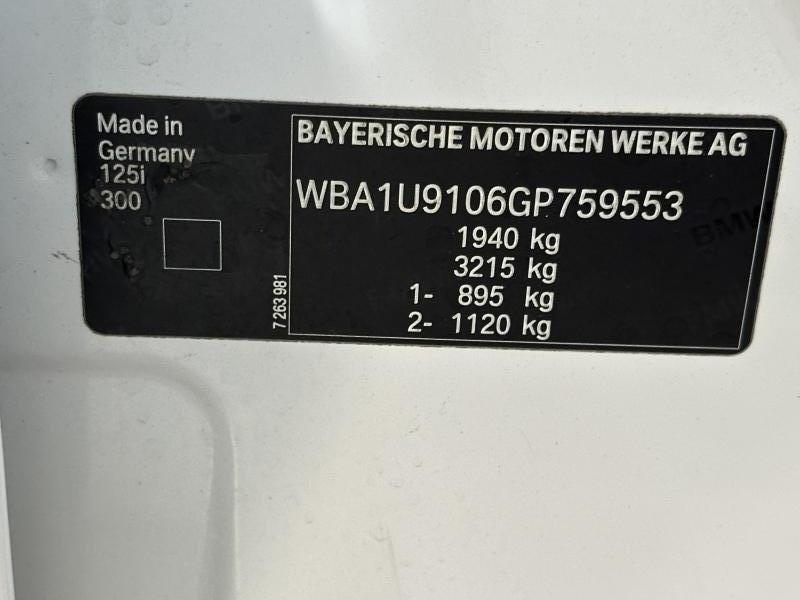 Made in
Germany
125i
300
7 263 981
BAYERISCHE MOTOREN WERKE AG
WBA1U9106GP759553
1940 kg
3215 kg
1- 895 kg
2- 1120 kg
BMW